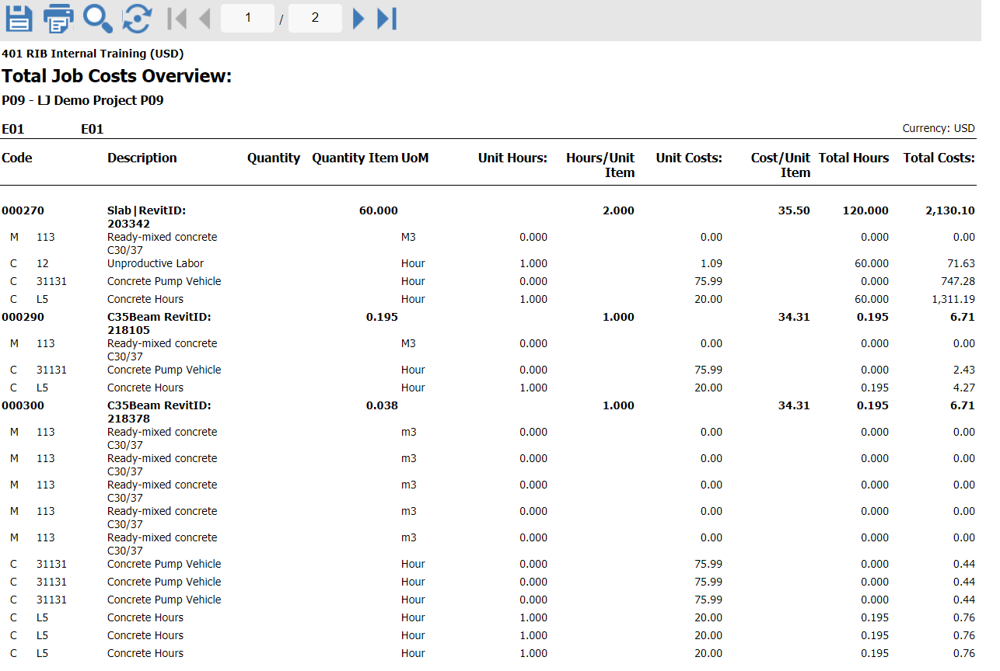 1 / 2
401 RIB Internal Training (USD)
Total Job Costs Overview:
P09 - LJ Demo Project P09
E01 E01 Currency: USD
Code Description Quantity Quantity Item UoM Unit Hours: Hours/Unit Unit Costs: Cost/Unit Total Hours Total Costs:
Item Item
000270 Slab|RevitID: 60.000 2.000 35.50 120.000 2,130.10
203342
M 113 Ready-mixed concrete M3 0.000 0.00 0.000 0.00
C30/37
C 12 Unproductive Labor Hour 1.000 1.09 60.000 71.63
C 31131 Concrete Pump Vehicle Hour 0.000 75.99 0.000 747.28
C L5 Concrete Hours Hour 1.000 20.00 60.000 1,311.19
000290 C35Beam RevitID: 0.195 1.000 34.31 0.195 6.71
218105
M 113 Ready-mixed concrete M3 0.000 0.00 0.000 0.00
C30/37
C 31131 Concrete Pump Vehicle Hour 0.000 75.99 0.000 2.43
C L5 Concrete Hours Hour 1.000 20.00 0.195 4.27
000300 C35Beam RevitID: 0.038 1.000 34.31 0.195 6.71
218378
M 113 Ready-mixed concrete m3 0.000 0.00 0.000 0.00
C30/37
M 113 Ready-mixed concrete m3 0.000 0.00 0.000 0.00
C30/37
M 113 Ready-mixed concrete m3 0.000 0.00 0.000 0.00
C30/37
M 113 Ready-mixed concrete m3 0.000 0.00 0.000 0.00
C30/37
M 113 Ready-mixed concrete m3 0.000 0.00 0.000 0.00
C30/37
C 31131 Concrete Pump Vehicle Hour 0.000 75.99 0.000 0.44
C 31131 Concrete Pump Vehicle Hour 0.000 75.99 0.000 0.44
C 31131 Concrete Pump Vehicle Hour 0.000 75.99 0.000 0.44
C L5 Concrete Hours Hour 1.000 20.00 0.195 0.76
C L5 Concrete Hours Hour 1.000 20.00 0.195 0.76
C L5 Concrete Hours Hour 1.000 20.00 0.195 0.76